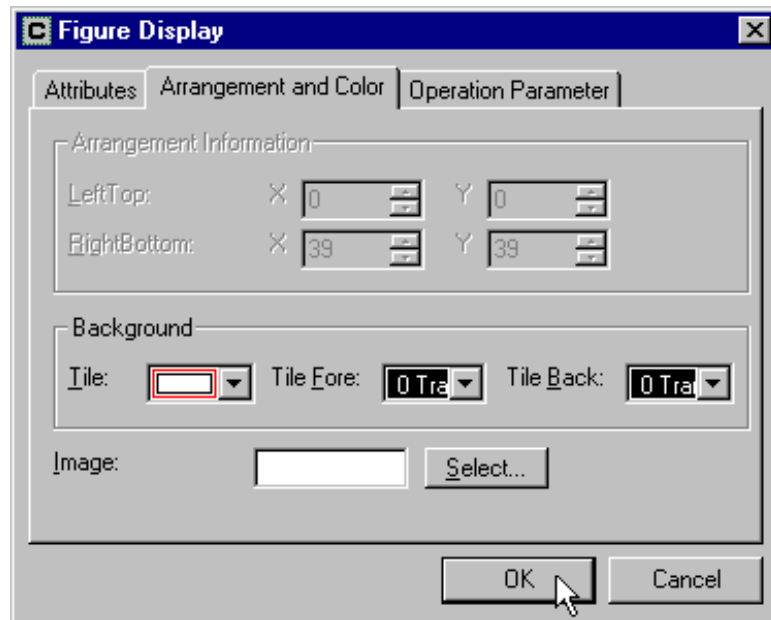 C Figure Display
Attributes Arrangement and Color Operation Parameter
Arrangement Information
LeftTop: X 0 Y 0
RightBottom: X 39 Y 39
Background
Tile: Tile Fore: 0 Tra Tile Back: 0 Tra
Image: Select...
OK Cancel